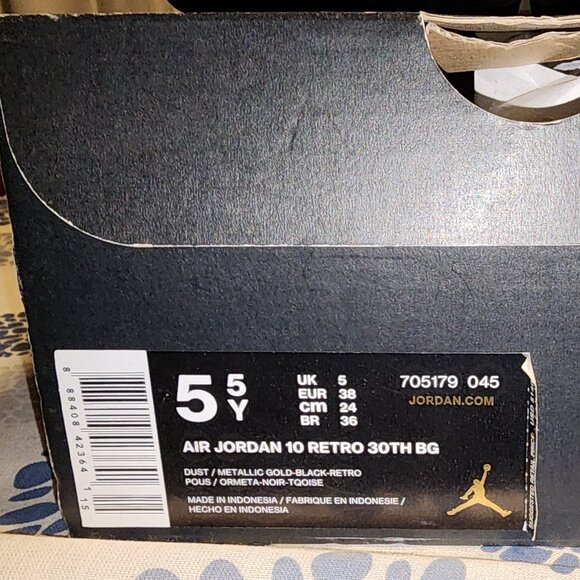 5 5Y
UK 5
EUR 38
cm 24
BR 36
705179 045
JORDAN.COM
AIR JORDAN 10 RETRO 30TH BG
DUST / METALLIC GOLD-BLACK-RETRO
POUS / ORMETA-NOIR-TQOISE
MADE IN INDONESIA / FABRIQUE EN INDONESIE /
HECHO EN INDONESIA
8 88408 42364 1 15